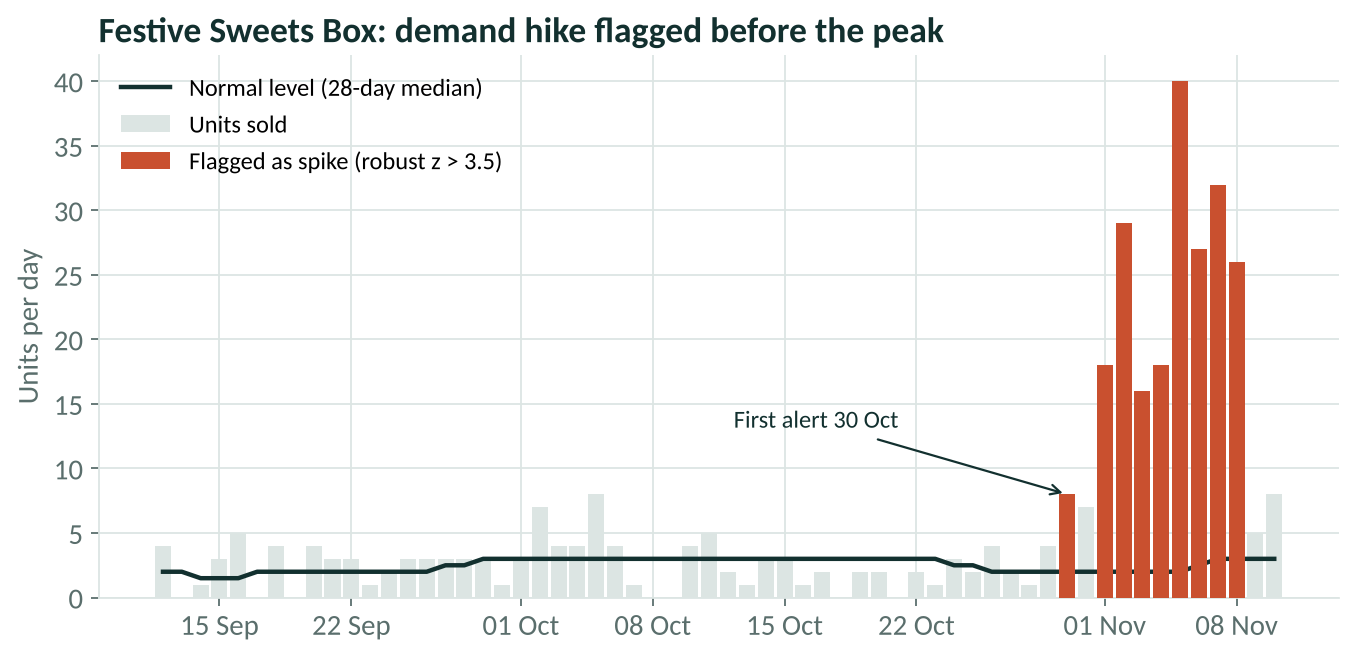 Festive Sweets Box: demand hike flagged before the peak
Normal level (28-day median)
Units sold
Flagged as spike (robust z > 3.5)
Units per day
40
35
30
25
20
15
10
5
0
First alert 30 Oct
15 Sep
22 Sep
01 Oct
08 Oct
15 Oct
22 Oct
01 Nov
08 Nov